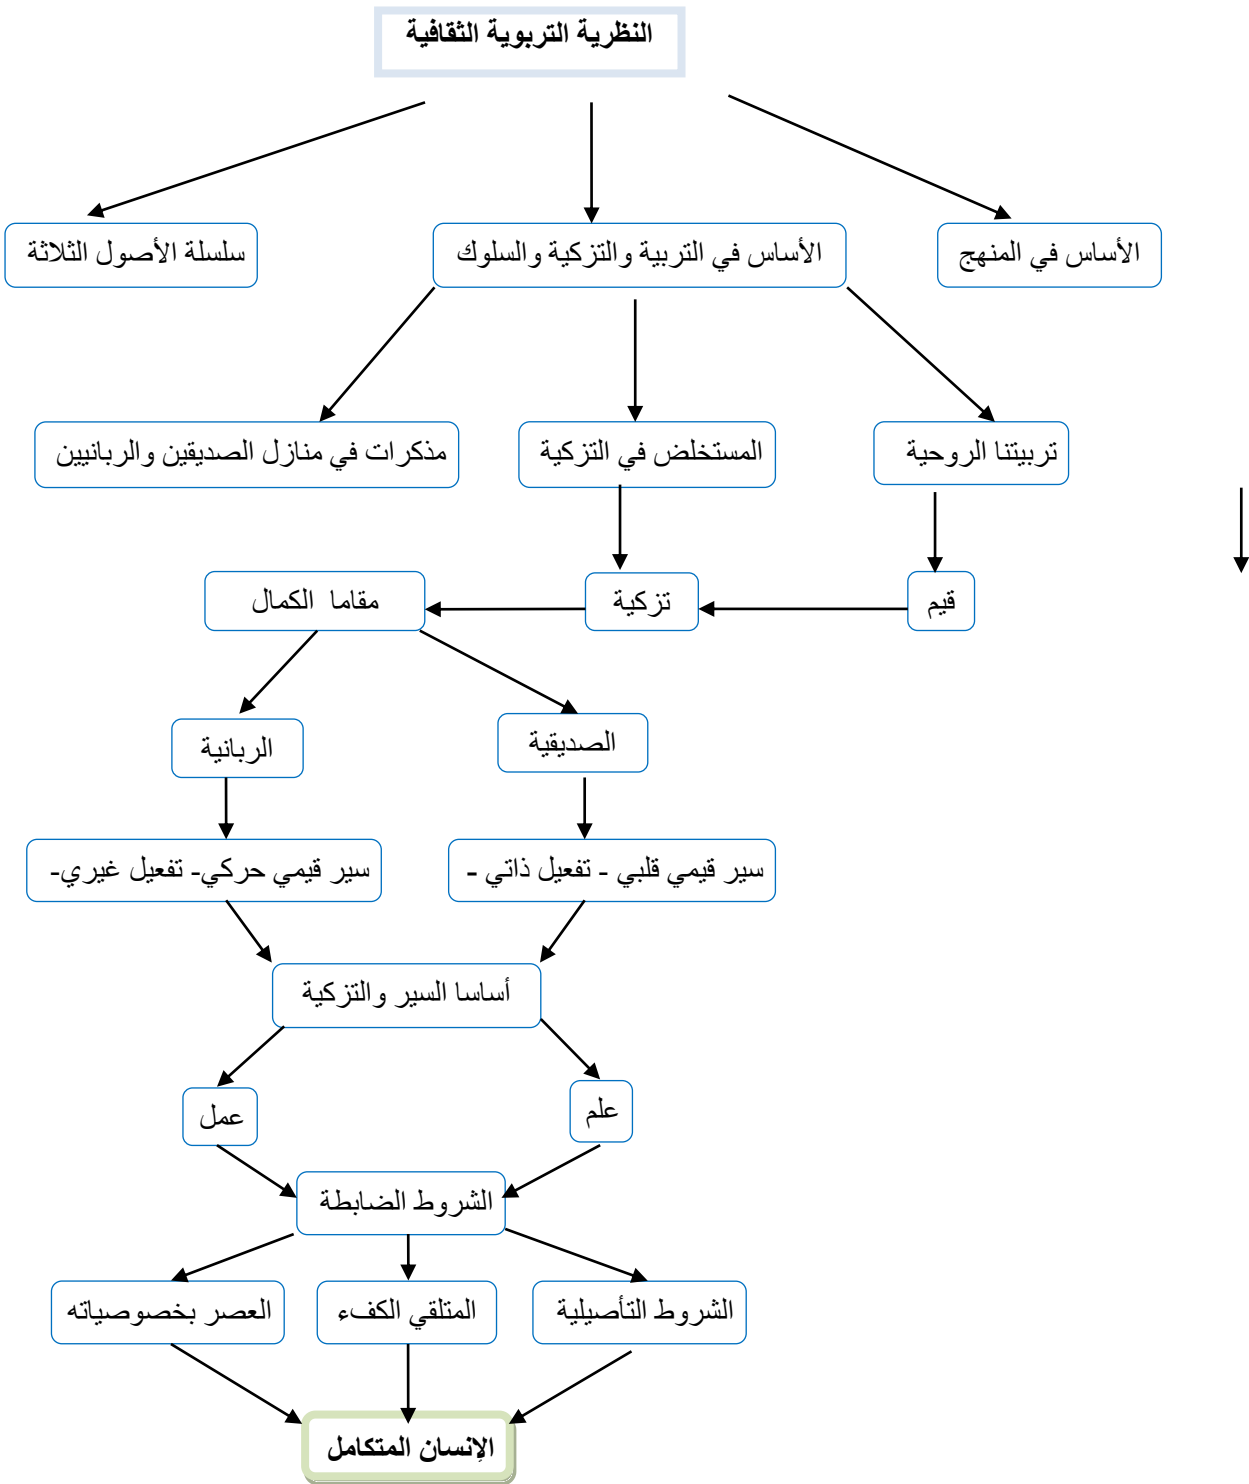 النظرية التربوية الثقافية
الأساس في المنهج
الأساس في التربية والتزكية والسلوك
سلسلة الأصول الثلاثة
تربيتنا الروحية
المستخلض في التزكية
مذكرات في منازل الصديقين والربانيين
قيم
تزكية
مقاما الكمال
الصديقية
الربانية
سير قيمي قلبي - تفعيل ذاتي -
سير قيمي حركي- تفعيل غيري-
أساسا السير والتزكية
علم
عمل
الشروط الضابطة
الشروط التأصيلية
المتلقي الكفء
العصر بخصوصياته
الإنسان المتكامل